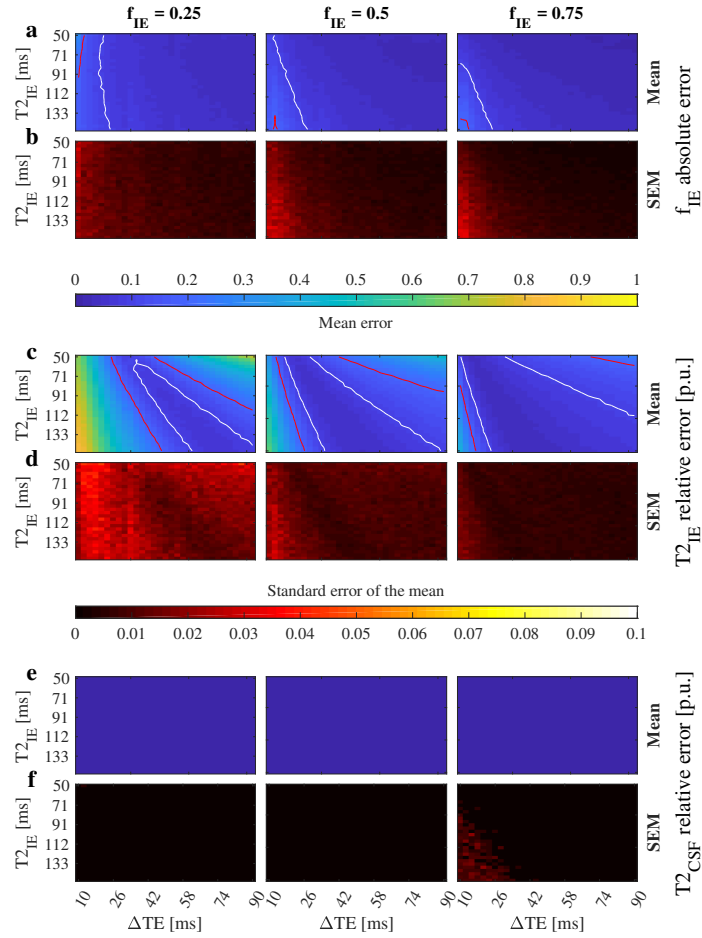 f_IE = 0.25 f_IE = 0.5 f_IE = 0.75
a
T2_IE [ms]
50
71
91
112
133
Mean
b
T2_IE [ms]
50
71
91
112
133
SEM
f_IE absolute error
0 0.1 0.2 0.3 0.4 0.5 0.6 0.7 0.8 0.9 1
Mean error
c
T2_IE [ms]
50
71
91
112
133
Mean
d
T2_IE [ms]
50
71
91
112
133
SEM
T2_IE relative error [p.u.]
Standard error of the mean
0 0.01 0.02 0.03 0.04 0.05 0.06 0.07 0.08 0.09 0.1
e
T2_IE [ms]
50
71
91
112
133
Mean
f
T2_IE [ms]
50
71
91
112
133
SEM
T2_CSF relative error [p.u.]
10 26 42 58 74 90 10 26 42 58 74 90 10 26 42 58 74 90
ΔTE [ms] ΔTE [ms] ΔTE [ms]